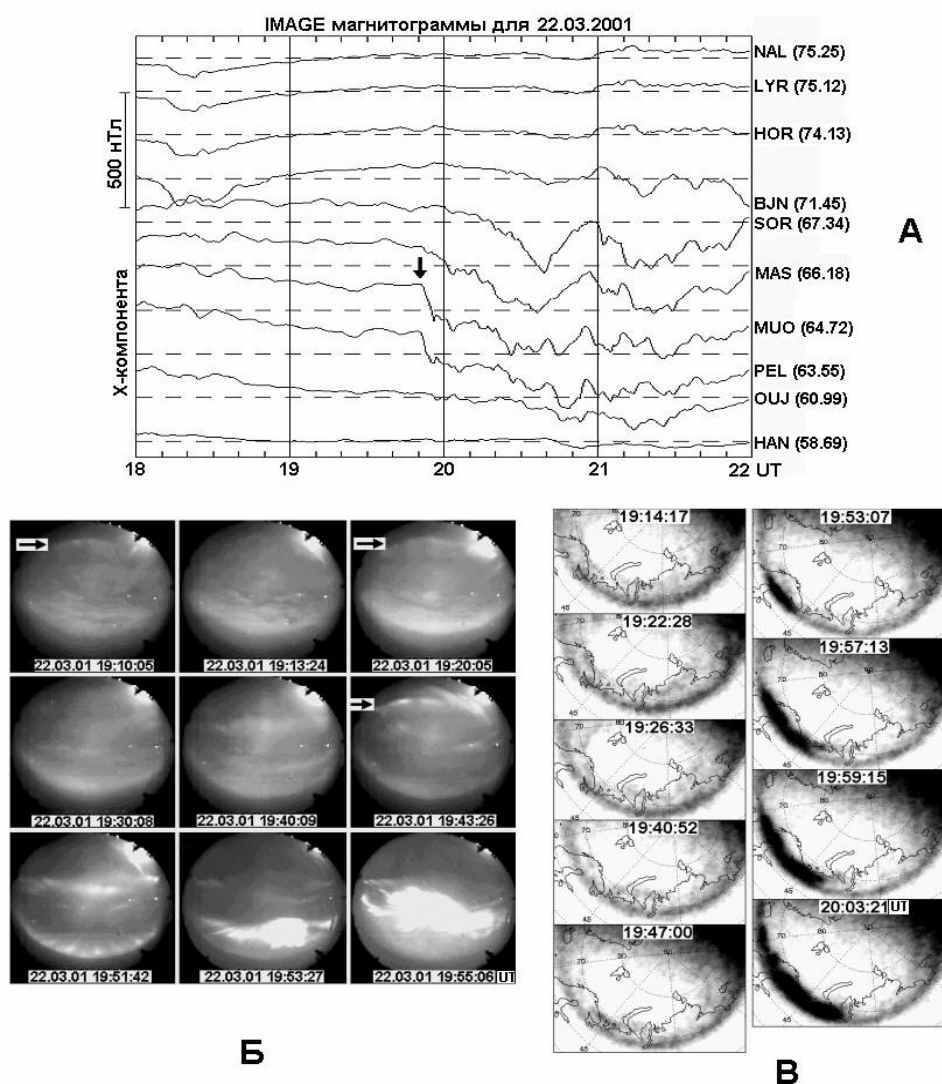 IMAGE магнитограммы для 22.03.2001
NAL (75.25)
LYR (75.12)
HOR (74.13)
BJN (71.45)
SOR (67.34)
MAS (66.18)
MUO (64.72)
PEL (63.55)
OUJ (60.99)
HAN (58.69)
500 нТл
X-компонента
18 19 20 21 22 UT
А
22.03.01 19:10:05
22.03.01 19:13:24
22.03.01 19:20:05
22.03.01 19:30:08
22.03.01 19:40:09
22.03.01 19:43:26
22.03.01 19:51:42
22.03.01 19:53:27
22.03.01 19:55:06 UT
Б
19:14:17
19:22:28
19:26:33
19:40:52
19:47:00
19:53:07
19:57:13
19:59:15
20:03:21 UT
В